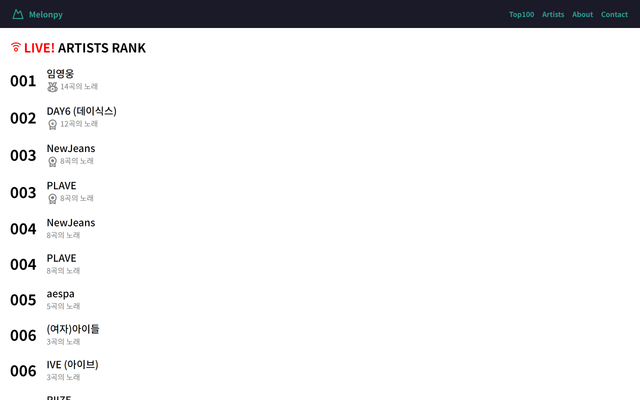 Melonpy
Top100 Artists About Contact
LIVE! ARTISTS RANK
001
임영웅
14곡의 노래
002
DAY6 (데이식스)
12곡의 노래
003
NewJeans
8곡의 노래
003
PLAVE
8곡의 노래
004
NewJeans
8곡의 노래
004
PLAVE
8곡의 노래
005
aespa
5곡의 노래
006
(여자)아이들
3곡의 노래
006
IVE (아이브)
3곡의 노래